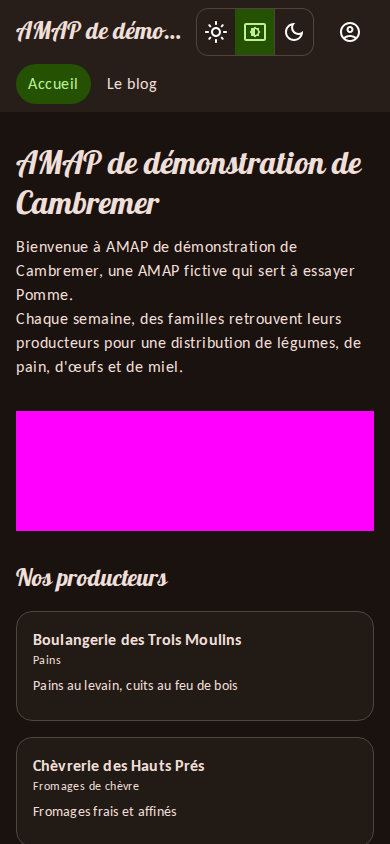 AMAP de démo...
Accueil
Le blog
AMAP de démonstration de
Cambremer
Bienvenue à AMAP de démonstration de
Cambremer, une AMAP fictive qui sert à essayer
Pomme.
Chaque semaine, des familles retrouvent leurs
producteurs pour une distribution de légumes, de
pain, d'œufs et de miel.
Nos producteurs
Boulangerie des Trois Moulins
Pains
Pains au levain, cuits au feu de bois
Chèvrerie des Hauts Prés
Fromages de chèvre
Fromages frais et affinés